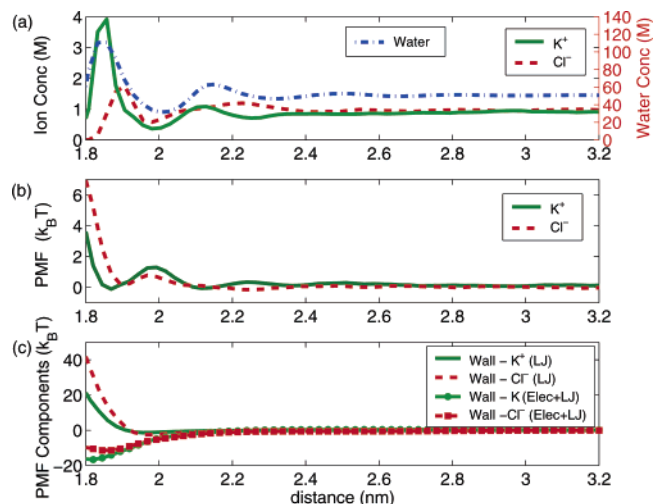 (a)
Ion Conc (M)
4
3
2
1
0
Water
K+
Cl−
140
120
100
80
60
40
20
0
Water Conc (M)
1.8 2 2.2 2.4 2.6 2.8 3 3.2
(b)
PMF (kBT)
6
4
2
0
K+
Cl−
1.8 2 2.2 2.4 2.6 2.8 3 3.2
(c)
PMF Components (kBT)
40
20
0
−20
Wall − K+ (LJ)
Wall − Cl− (LJ)
Wall − K (Elec+LJ)
Wall −Cl− (Elec+LJ)
1.8 2 2.2 2.4 2.6 2.8 3 3.2
distance (nm)